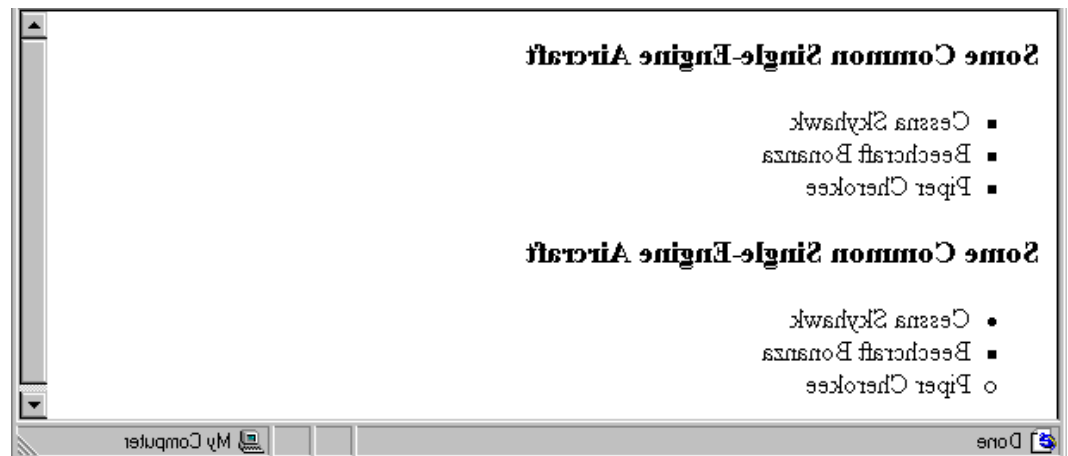 Some Common Single-Engine Aircraft
▪ Cessna Skyhawk
▪ Beechcraft Bonanza
▪ Piper Cherokee
Some Common Single-Engine Aircraft
• Cessna Skyhawk
▪ Beechcraft Bonanza
○ Piper Cherokee
Done
My Computer